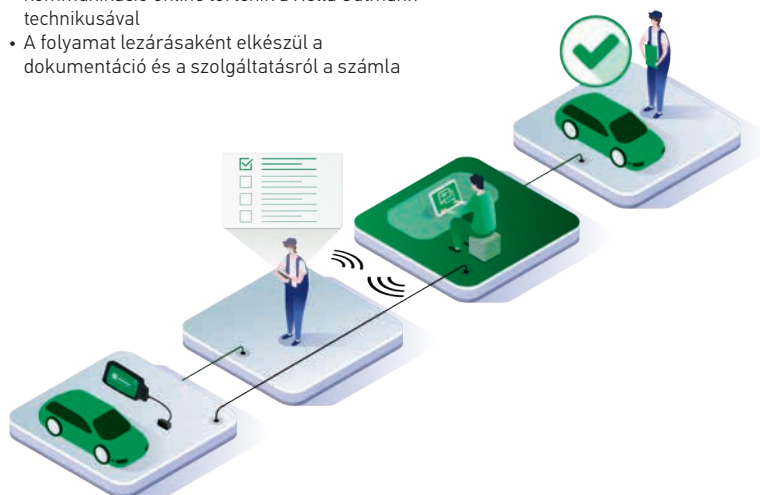 technikusával
• A folyamat lezárásaként elkészül a
dokumentáció és a szolgáltatásról a számla